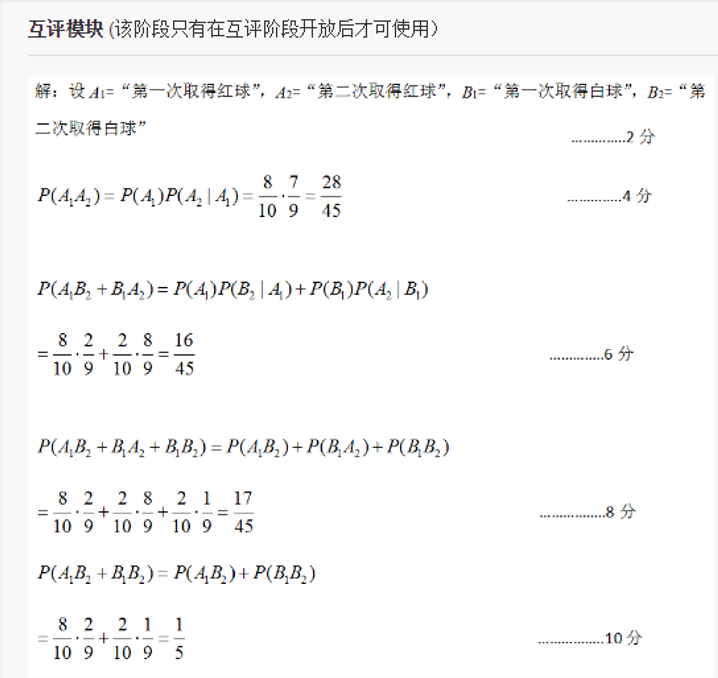 互评模块 (该阶段只有在互评阶段开放后才可使用)
解：设 A₁= “第一次取得红球”，A₂= “第二次取得红球”，B₁= “第一次取得白球”，B₂= “第
二次取得白球” ..............2 分
P(A₁A₂) = P(A₁)P(A₂ | A₁) = 8/10 · 7/9 = 28/45 ..............4 分
P(A₁B₂ + B₁A₂) = P(A₁)P(B₂ | A₁) + P(B₁)P(A₂ | B₁)
= 8/10 · 2/9 + 2/10 · 8/9 = 16/45 ..............6 分
P(A₁B₂ + B₁A₂ + B₁B₂) = P(A₁B₂) + P(B₁A₂) + P(B₁B₂)
= 8/10 · 2/9 + 2/10 · 8/9 + 2/10 · 1/9 = 17/45 .................8 分
P(A₁B₂ + B₁B₂) = P(A₁B₂) + P(B₁B₂)
= 8/10 · 2/9 + 2/10 · 1/9 = 1/5 .................10 分